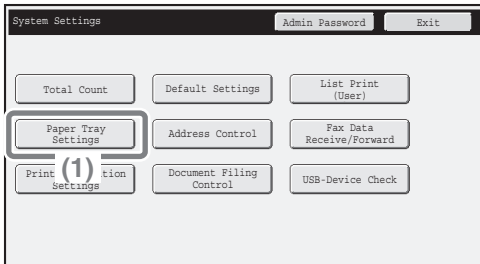 System Settings Admin Password Exit
Total Count Default Settings List Print
(User)
Paper Tray
Settings Address Control Fax Data
Receive/Forward
(1)
Print tion
Settings Document Filing
Control USB-Device Check